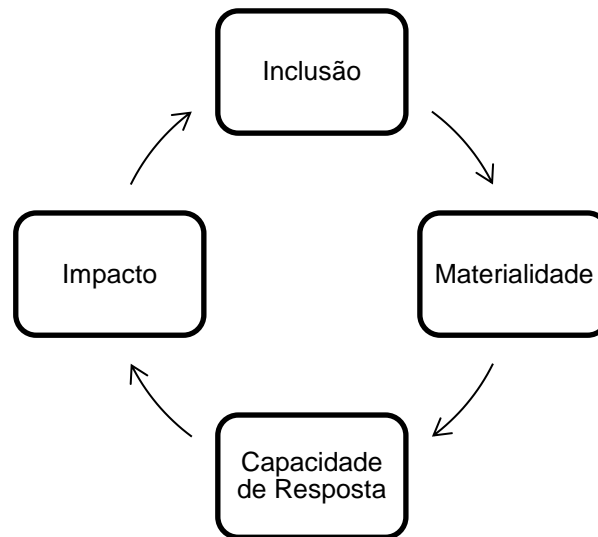 Inclusão
Impacto
Materialidade
Capacidade
de Resposta